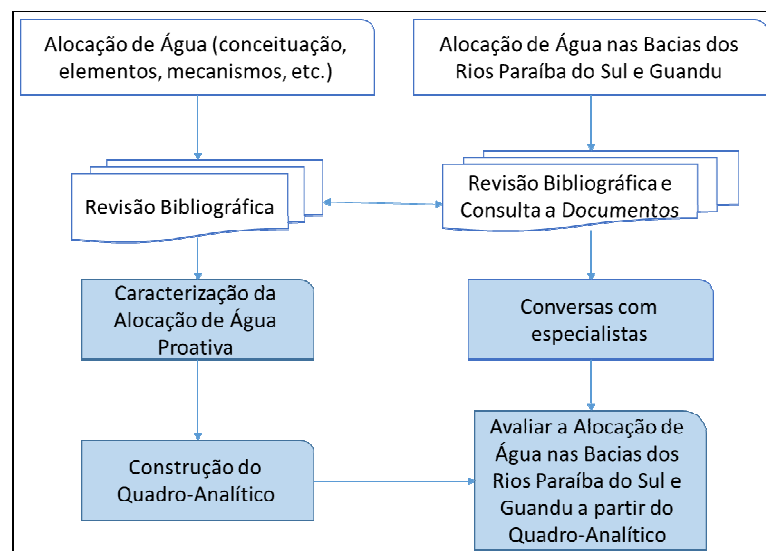 Alocação de Água (conceituação,
elementos, mecanismos, etc.)
Alocação de Água nas Bacias dos
Rios Paraíba do Sul e Guandu
Revisão Bibliográfica
Revisão Bibliográfica e
Consulta a Documentos
Caracterização da
Alocação de Água
Proativa
Conversas com
especialistas
Construção do
Quadro-Analítico
Avaliar a Alocação de
Água nas Bacias dos
Rios Paraíba do Sul e
Guandu a partir do
Quadro-Analítico